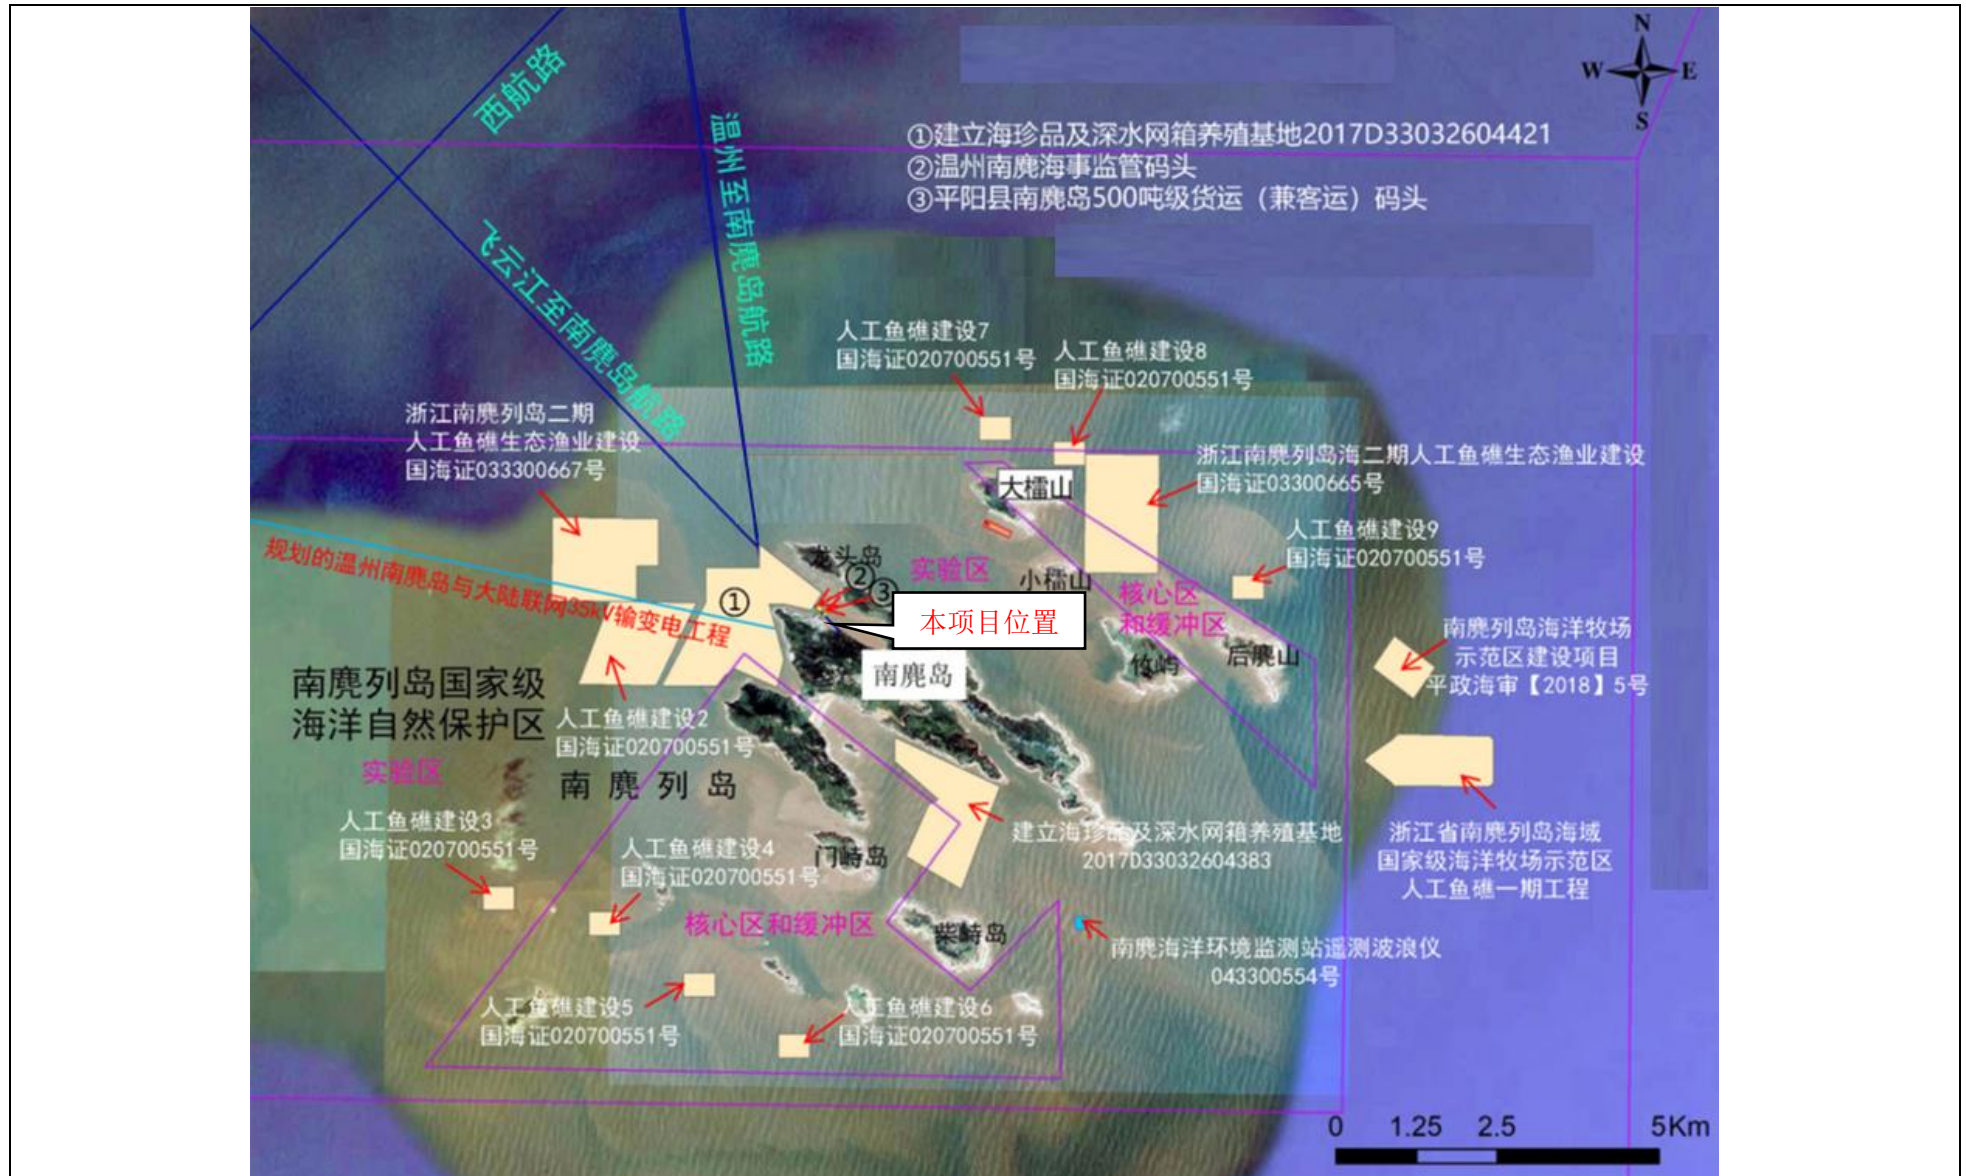 N
W
E
S
西航路
温州至南麂岛航路
飞云江至南麂岛航路
①建立海珍品及深水网箱养殖基地2017D33032604421
②温州南麂海事监管码头
③平阳县南麂岛500吨级货运（兼客运）码头
人工鱼礁建设7
国海证020700551号
人工鱼礁建设8
国海证020700551号
浙江南麂列岛二期
人工鱼礁生态渔业建设
国海证033300667号
浙江南麂列岛海二期人工鱼礁生态渔业建设
国海证03300665号
大檑山
人工鱼礁建设9
国海证020700551号
规划的温州南麂岛与大陆联网35kV输变电工程
龙头岛
实验区
小檑山
①
②
③
核心区
和缓冲区
本项目位置
南麂列岛海洋牧场
示范区建设项目
平政海审【2018】5号
竹屿
后麂山
南麂岛
南麂列岛国家级
海洋自然保护区
人工鱼礁建设2
国海证020700551号
实验区
南麂列岛
人工鱼礁建设3
国海证020700551号
人工鱼礁建设4
国海证020700551号
门峙岛
建立海珍品及深水网箱养殖基地
2017D33032604383
浙江省南麂列岛海域
国家级海洋牧场示范区
人工鱼礁一期工程
核心区和缓冲区
柴峙岛
南麂海洋环境监测站遥测波浪仪
043300554号
人工鱼礁建设5
国海证020700551号
人工鱼礁建设6
国海证020700551号
0 1.25 2.5 5Km